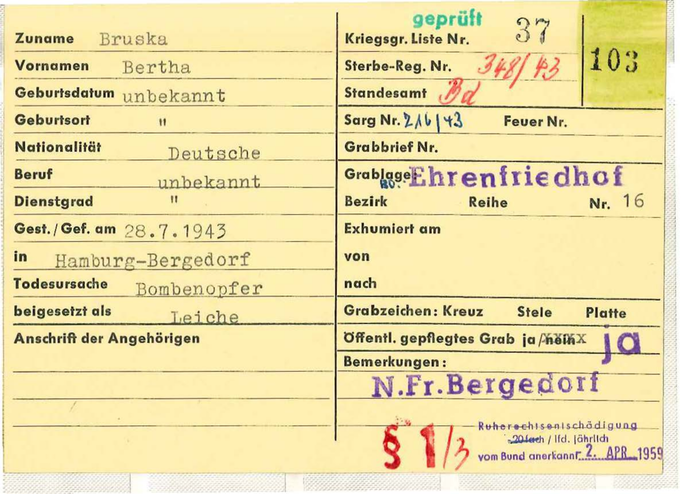 geprüft
Zuname Bruska
Vornamen Bertha
Geburtsdatum unbekannt
Geburtsort "
Nationalität Deutsche
Beruf unbekannt
Dienstgrad "
Gest./Gef. am 28.7.1943
in Hamburg-Bergedorf
Todesursache Bombenopfer
beigesetzt als Leiche
Anschrift der Angehörigen
Kriegsgr. Liste Nr. 37
103
Sterbe-Reg. Nr. 348/43
Standesamt Bd
Sarg Nr. 216/43 Feuer Nr.
Grabbrief Nr.
Grablage: Ehrenfriedhof
Bezirk Reihe Nr. 16
Exhumiert am
von
nach
Grabzeichen: Kreuz Stele Platte
Öffentl. gepflegtes Grab ja/nein ja
Bemerkungen:
N.Fr.Bergedorf
§ 1/3
Ruherechtsentschädigung
20fach / lfd. jährlich
vom Bund anerkannt 2. APR. 1959